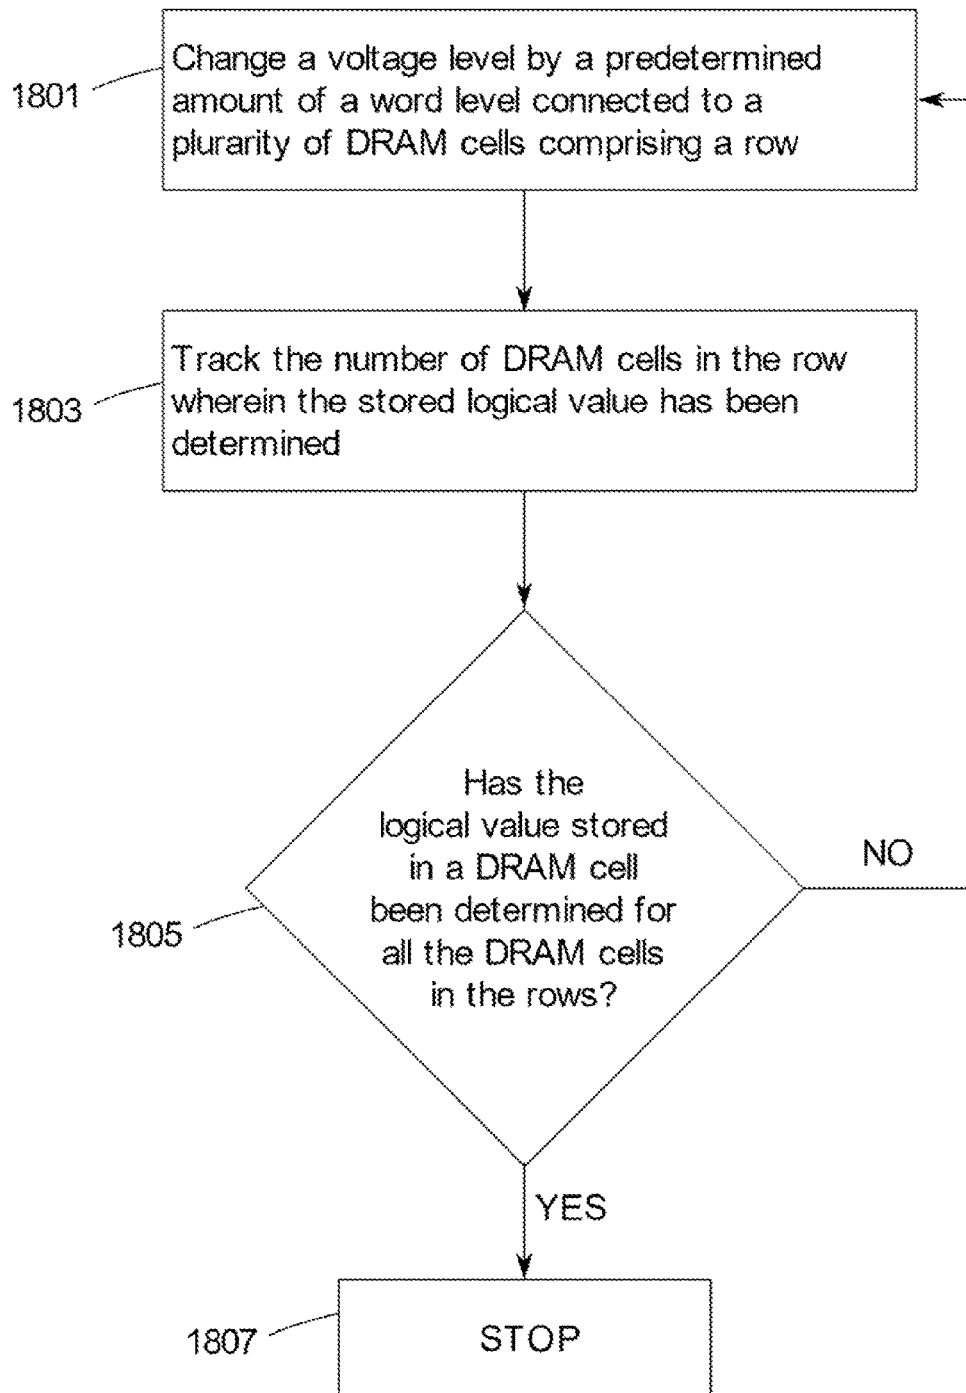 1801
Change a voltage level by a predetermined
amount of a word level connected to a
plurarity of DRAM cells comprising a row
1803
Track the number of DRAM cells in the row
wherein the stored logical value has been
determined
1805
Has the
logical value stored
in a DRAM cell
been determined for
all the DRAM cells
in the rows?
NO
YES
1807
STOP